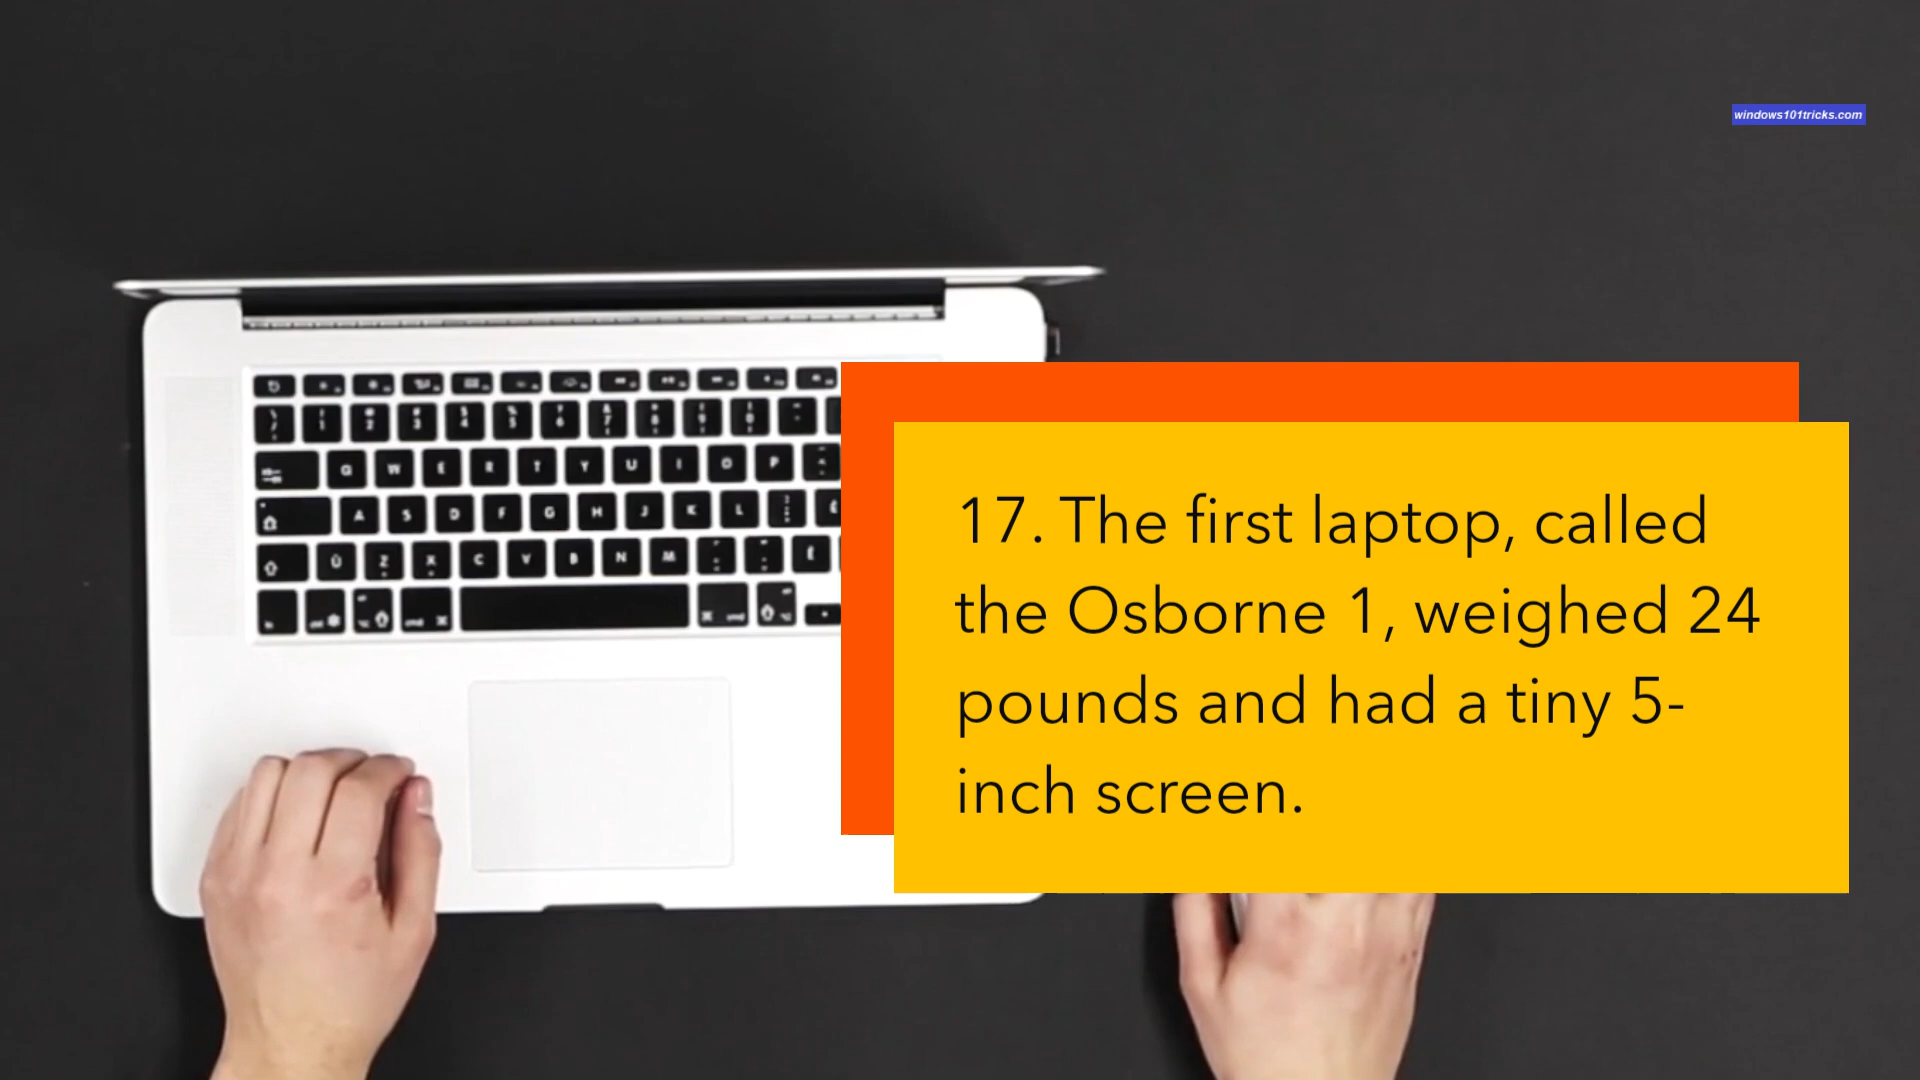 windows101tricks.com
17. The first laptop, called
the Osborne 1, weighed 24
pounds and had a tiny 5-
inch screen.
Q W E R T Y U I O P
A S D F G H J K L
Z X C V B N M